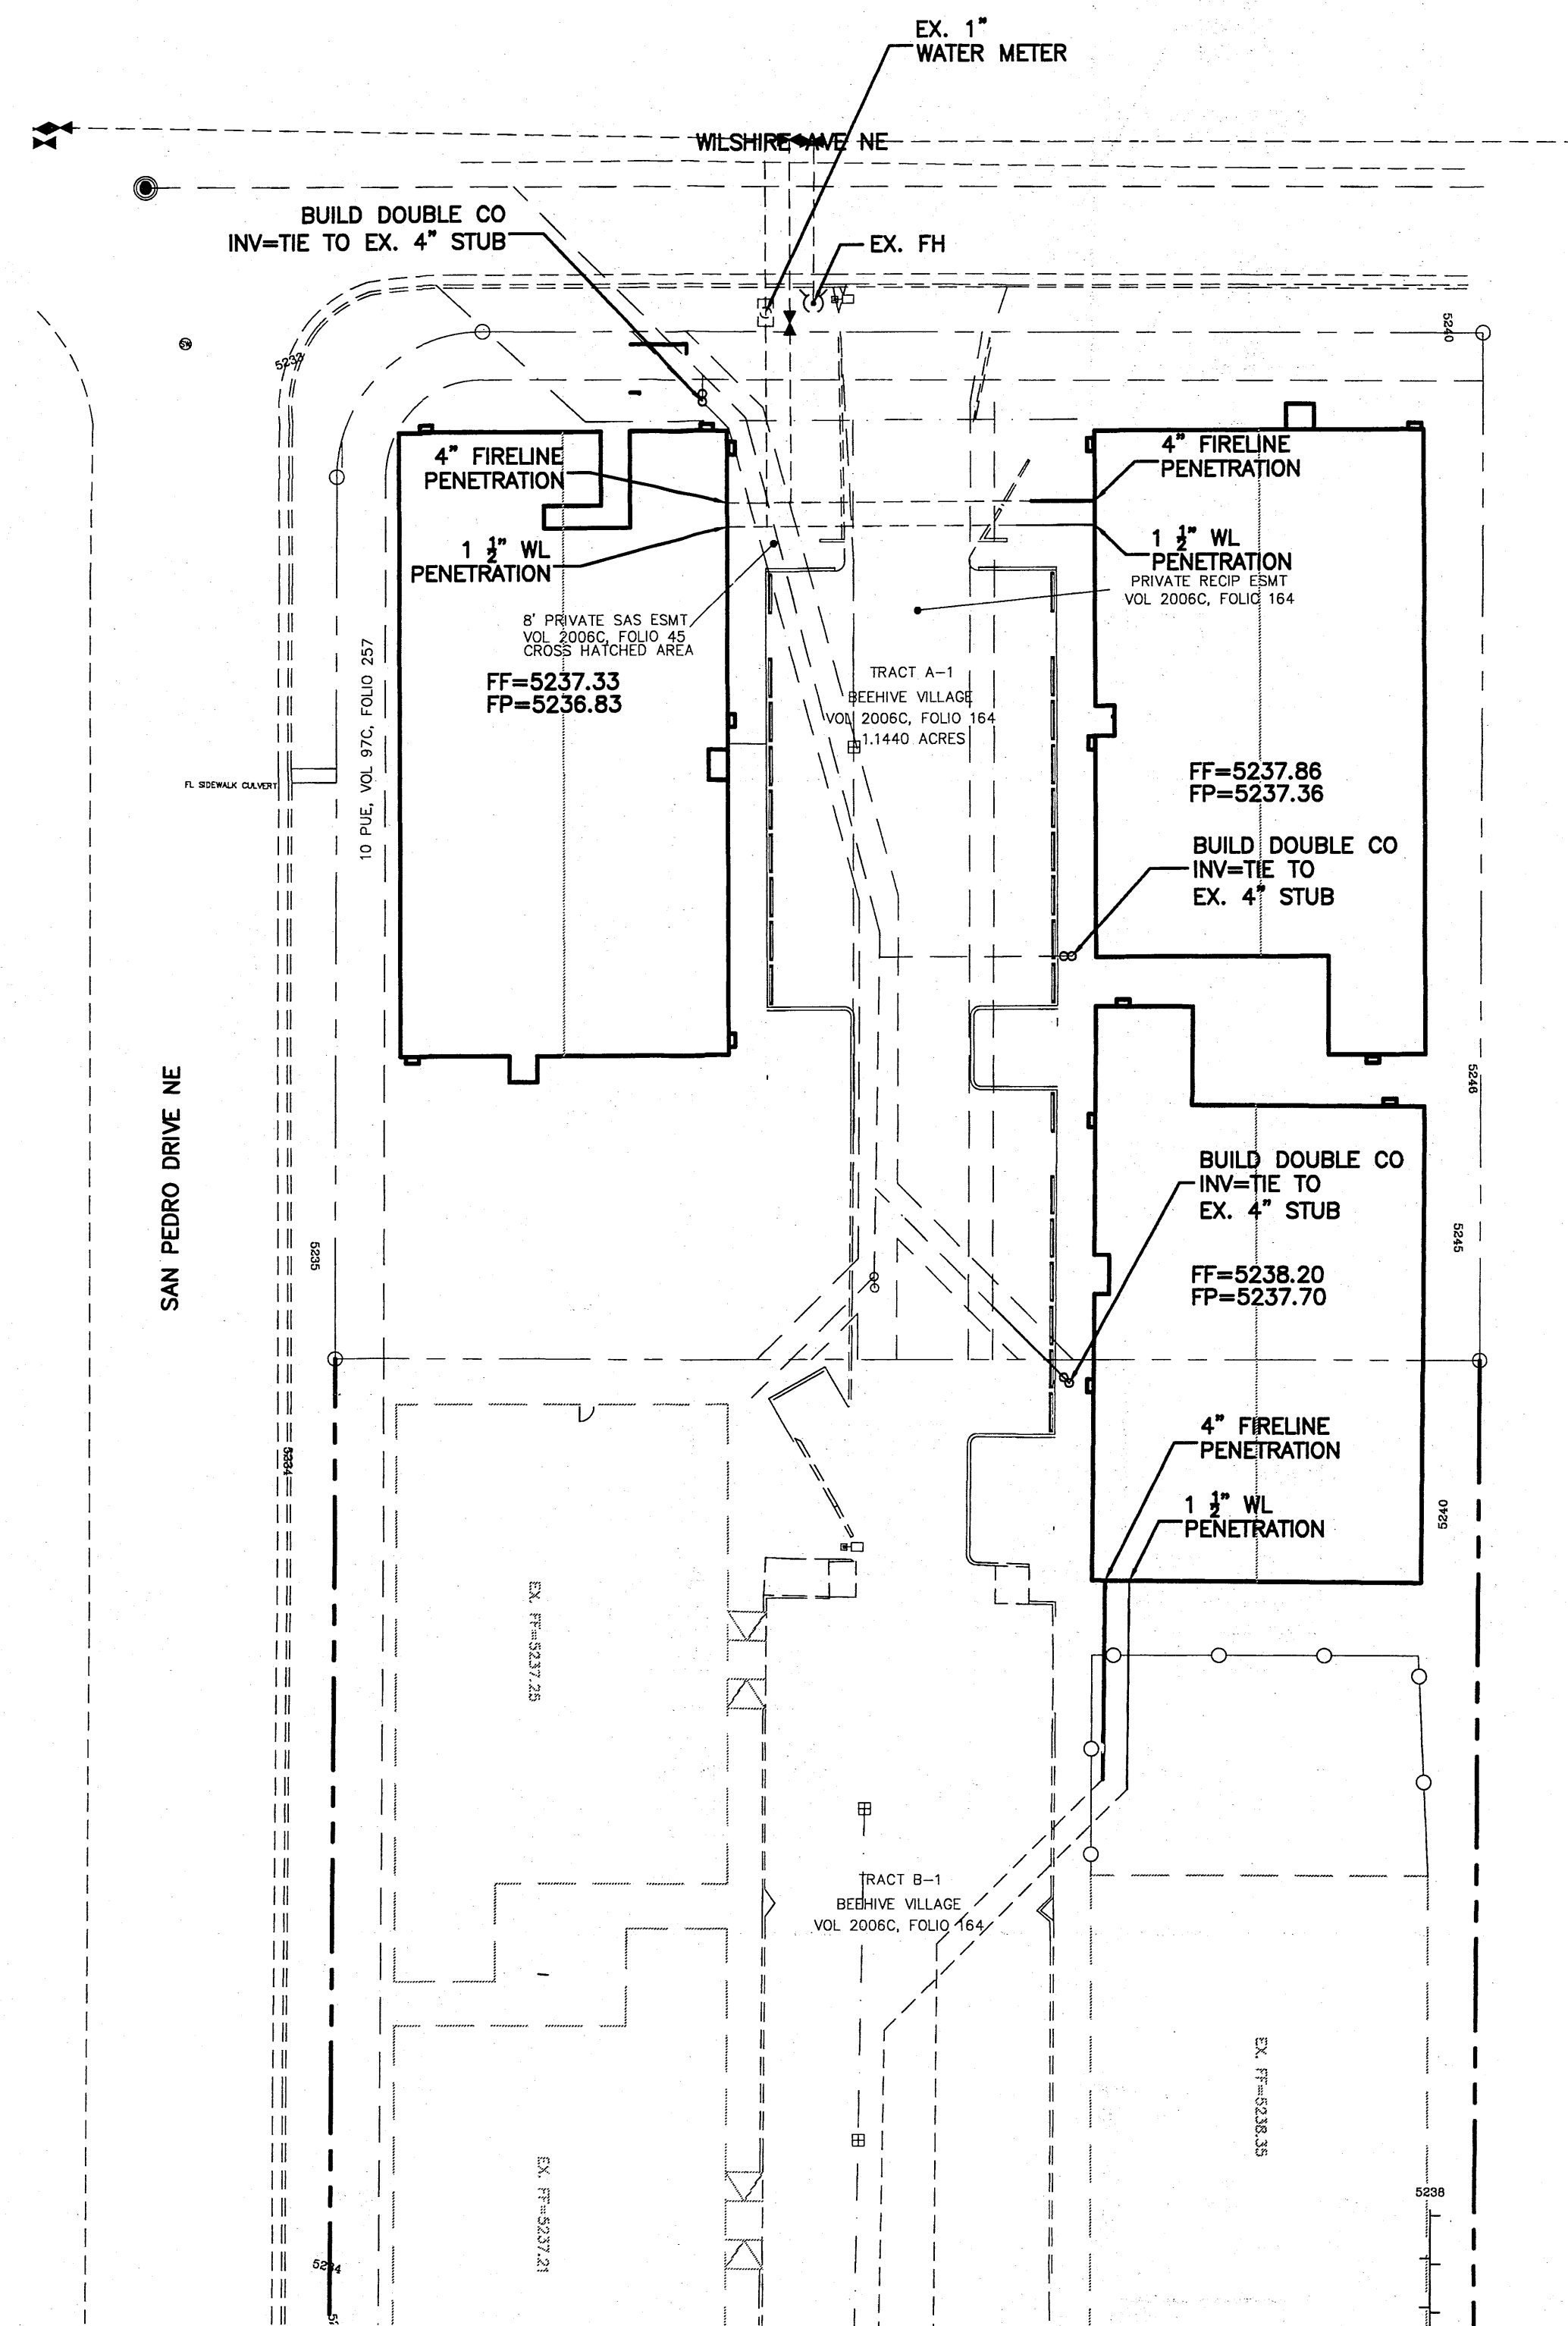 EX. 1"
WATER METER
WILSHIRE AVE NE
BUILD DOUBLE CO
INV=TIE TO EX. 4" STUB
EX. FH
SW
5233
5240
4" FIRELINE
PENETRATION
4" FIRELINE
PENETRATION
1 ½" WL
PENETRATION
1 ½" WL
PENETRATION
PRIVATE RECIP ESMT
VOL 2006C, FOLIO 164
8' PRIVATE SAS ESMT
VOL 2006C, FOLIO 45
CROSS HATCHED AREA
10 PUE, VOL 97C, FOLIO 257
FF=5237.33
FP=5236.83
TRACT A-1
BEEHIVE VILLAGE
VOL 2006C, FOLIO 164
1.1440 ACRES
FL SIDEWALK CULVERT
FF=5237.86
FP=5237.36
BUILD DOUBLE CO
INV=TIE TO
EX. 4" STUB
SAN PEDRO DRIVE NE
5246
BUILD DOUBLE CO
INV=TIE TO
EX. 4" STUB
5235
5245
FF=5238.20
FP=5237.70
4" FIRELINE
PENETRATION
5234
1 ½" WL
PENETRATION
5240
EX. FF=5237.25
TRACT B-1
BEEHIVE VILLAGE
VOL 2006C, FOLIO 164
EX. FF=5238.35
EX. FF=5237.21
5238
5234